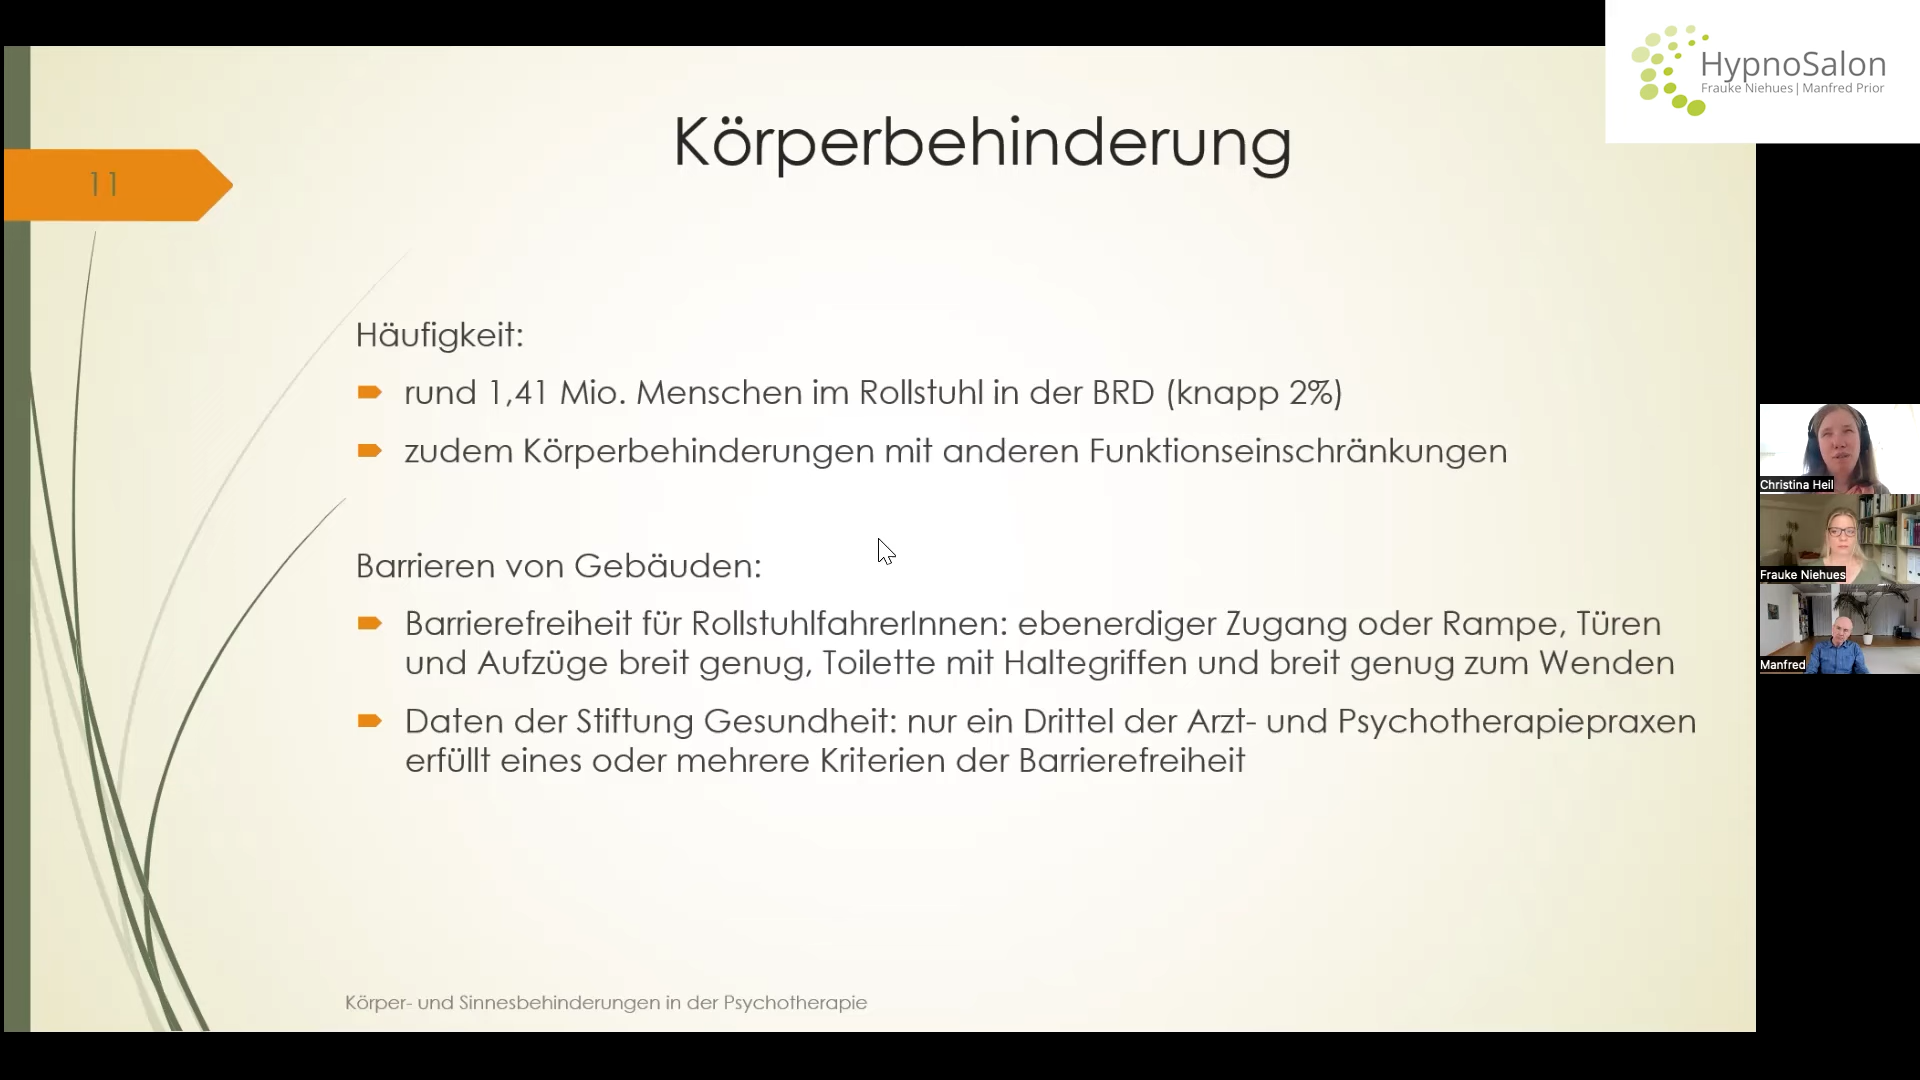 HypnoSalon
Frauke Niehues | Manfred Prior
Körperbehinderung
11
Häufigkeit:
rund 1,41 Mio. Menschen im Rollstuhl in der BRD (knapp 2%)
zudem Körperbehinderungen mit anderen Funktionseinschränkungen
Barrieren von Gebäuden:
Barrierefreiheit für RollstuhlfahrerInnen: ebenerdiger Zugang oder Rampe, Türen
und Aufzüge breit genug, Toilette mit Haltegriffen und breit genug zum Wenden
Daten der Stiftung Gesundheit: nur ein Drittel der Arzt- und Psychotherapiepraxen
erfüllt eines oder mehrere Kriterien der Barrierefreiheit
Körper- und Sinnesbehinderungen in der Psychotherapie
Christina Heil
Frauke Niehues
Manfred